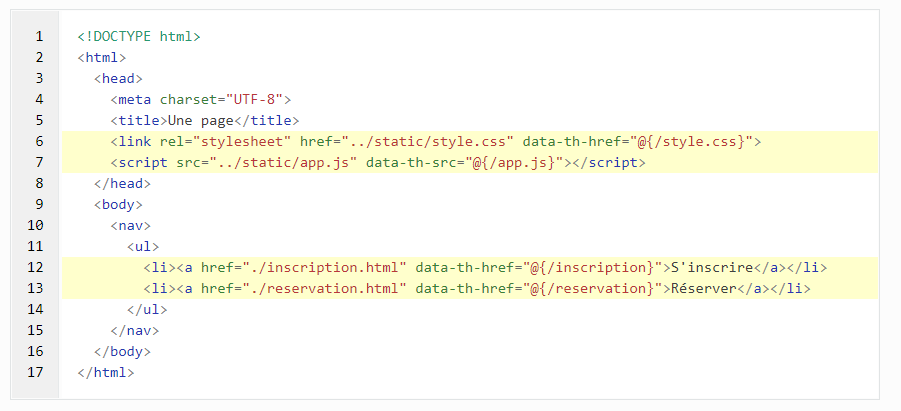 1 <!DOCTYPE html>
2 <html>
3   <head>
4     <meta charset="UTF-8">
5     <title>Une page</title>
6     <link rel="stylesheet" href="../static/style.css" data-th-href="@{/style.css}">
7     <script src="../static/app.js" data-th-src="@{/app.js}"></script>
8   </head>
9   <body>
10     <nav>
11       <ul>
12         <li><a href="./inscription.html" data-th-href="@{/inscription}">S'inscrire</a></li>
13         <li><a href="./reservation.html" data-th-href="@{/reservation}">Réserver</a></li>
14       </ul>
15     </nav>
16   </body>
17 </html>